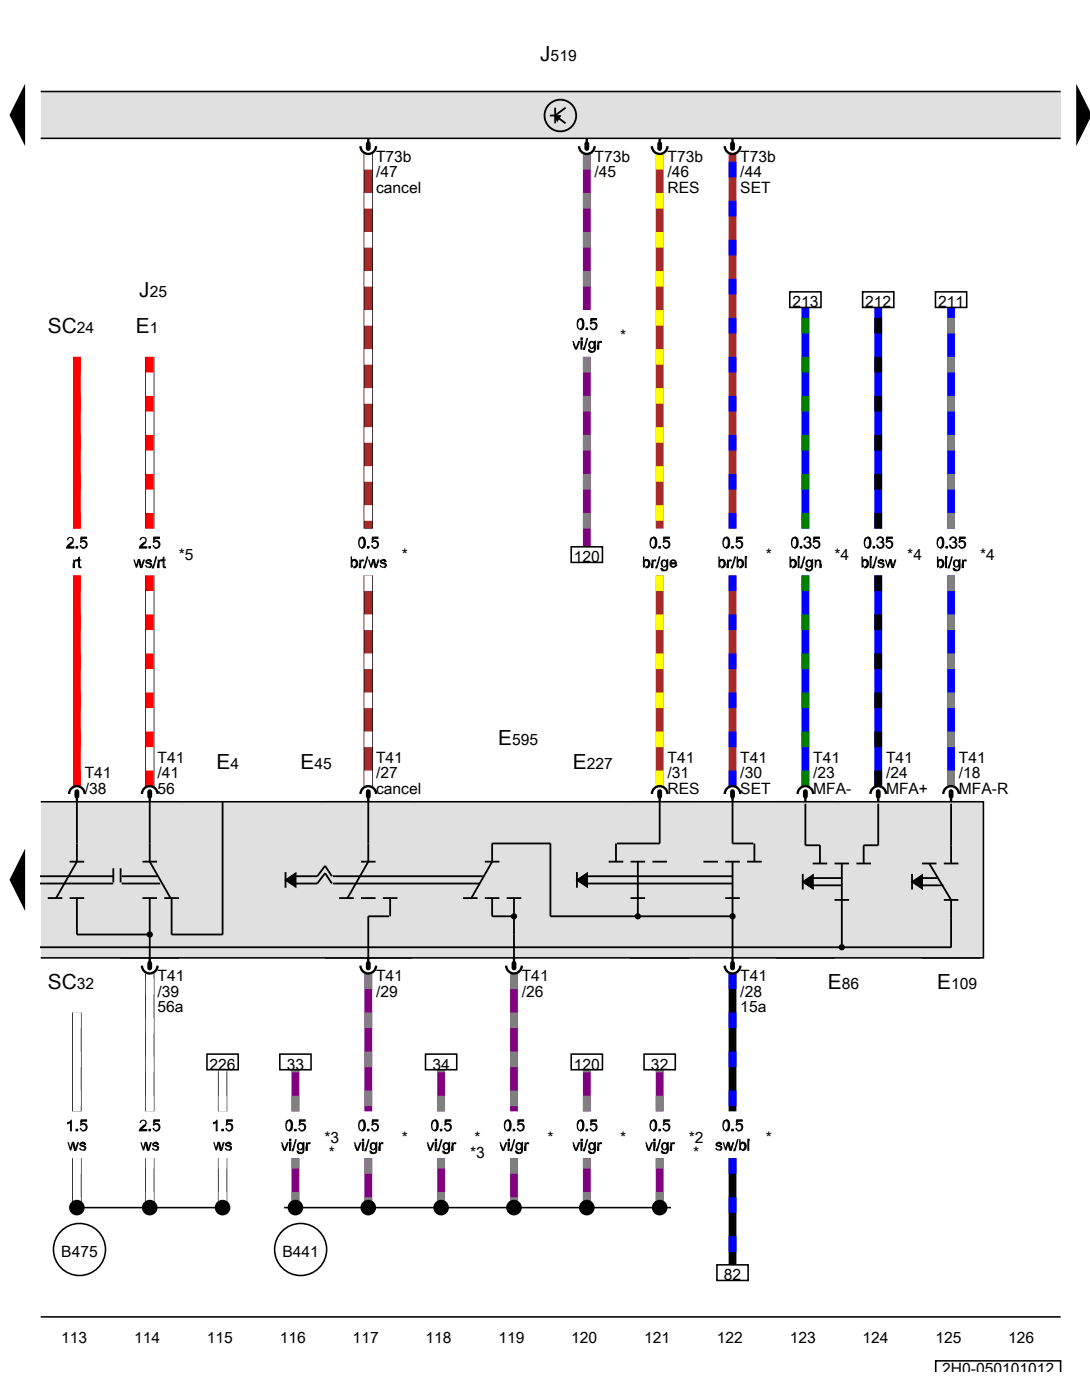 J519
T73b
/47
cancel
T73b
/45
T73b
/46
RES
T73b
/44
SET
J25
SC24
E1
213
212
211
0.5
vi/gr
*
2.5
rt
2.5
ws/rt
*5
0.5
br/ws
*
120
0.5
br/ge
0.5
br/bl
*
0.35
bl/gn
*4
0.35
bl/sw
*4
0.35
bl/gr
*4
E595
E4
E45
E227
T41
/38
T41
/41
56
T41
/27
cancel
T41
/31
RES
T41
/30
SET
T41
/23
MFA-
T41
/24
MFA+
T41
/18
MFA-R
SC32
T41
/39
56a
T41
/29
T41
/26
T41
/28
15a
E86
E109
226
33
34
120
32
1.5
ws
2.5
ws
1.5
ws
0.5
vi/gr
*3
*
0.5
vi/gr
*
0.5
vi/gr
*
*3
0.5
vi/gr
*
0.5
vi/gr
*
0.5
vi/gr
*2
*
0.5
sw/bl
*
B475
B441
82
113 114 115 116 117 118 119 120 121 122 123 124 125 126
2H0-050101012